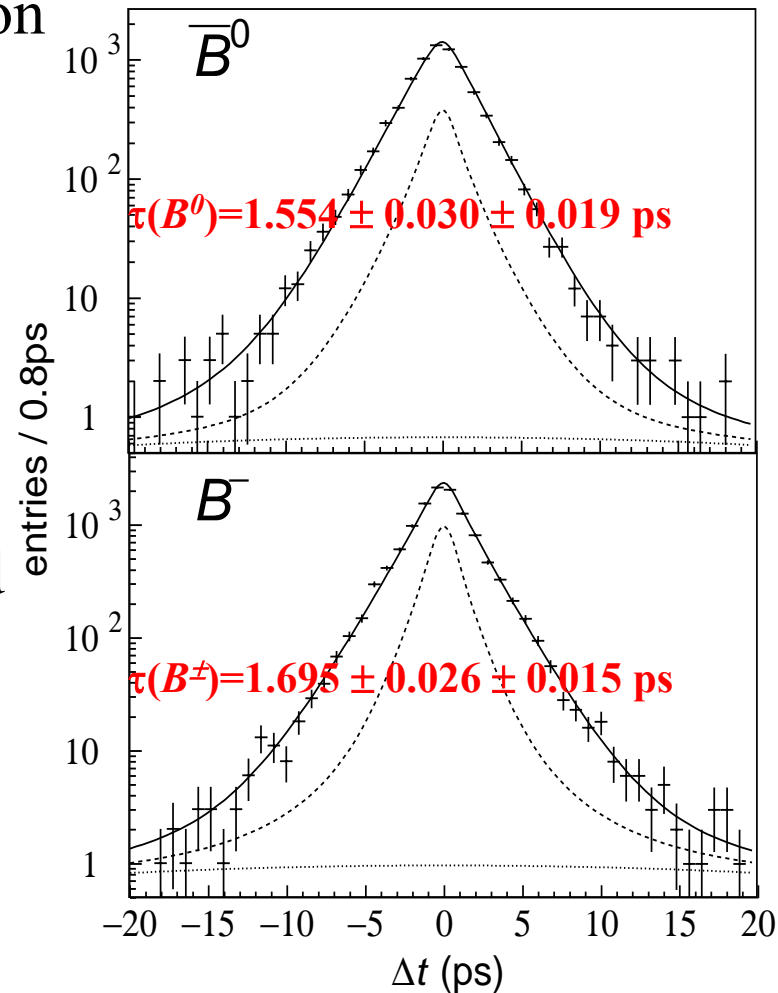 on
B̅⁰
10³
10²
τ(B⁰)=1.554 ± 0.030 ± 0.019 ps
10
1
entries / 0.8ps
B⁻
10³
10²
τ(B±)=1.695 ± 0.026 ± 0.015 ps
10
1
−20 −15 −10 −5 0 5 10 15 20
Δt (ps)